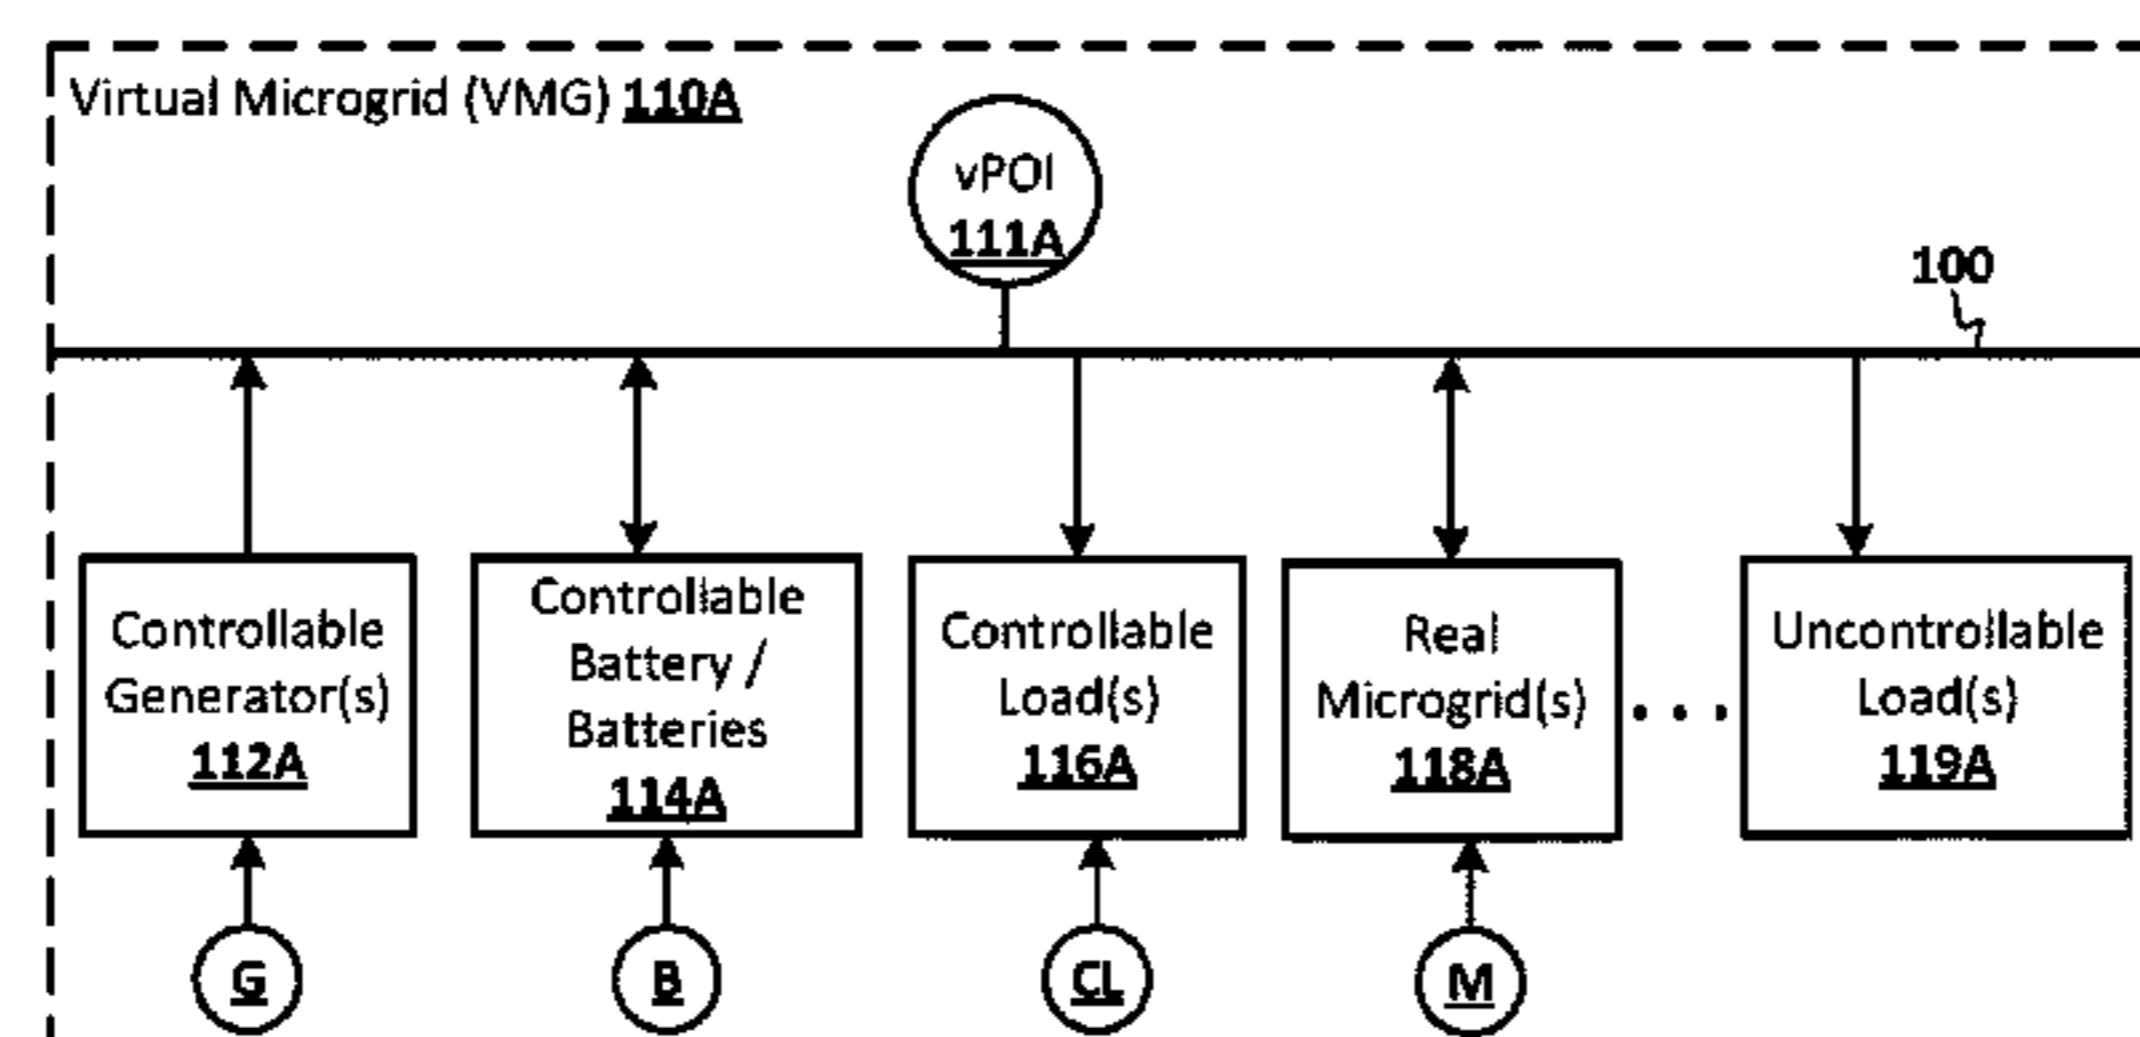 Virtual Microgrid (VMG) 110A
vPOI
111A
100
Controllable
Generator(s)
112A
Controllable
Battery /
Batteries
114A
Controllable
Load(s)
116A
Real
Microgrid(s)
118A
...
Uncontrollable
Load(s)
119A
G
B
CL
M